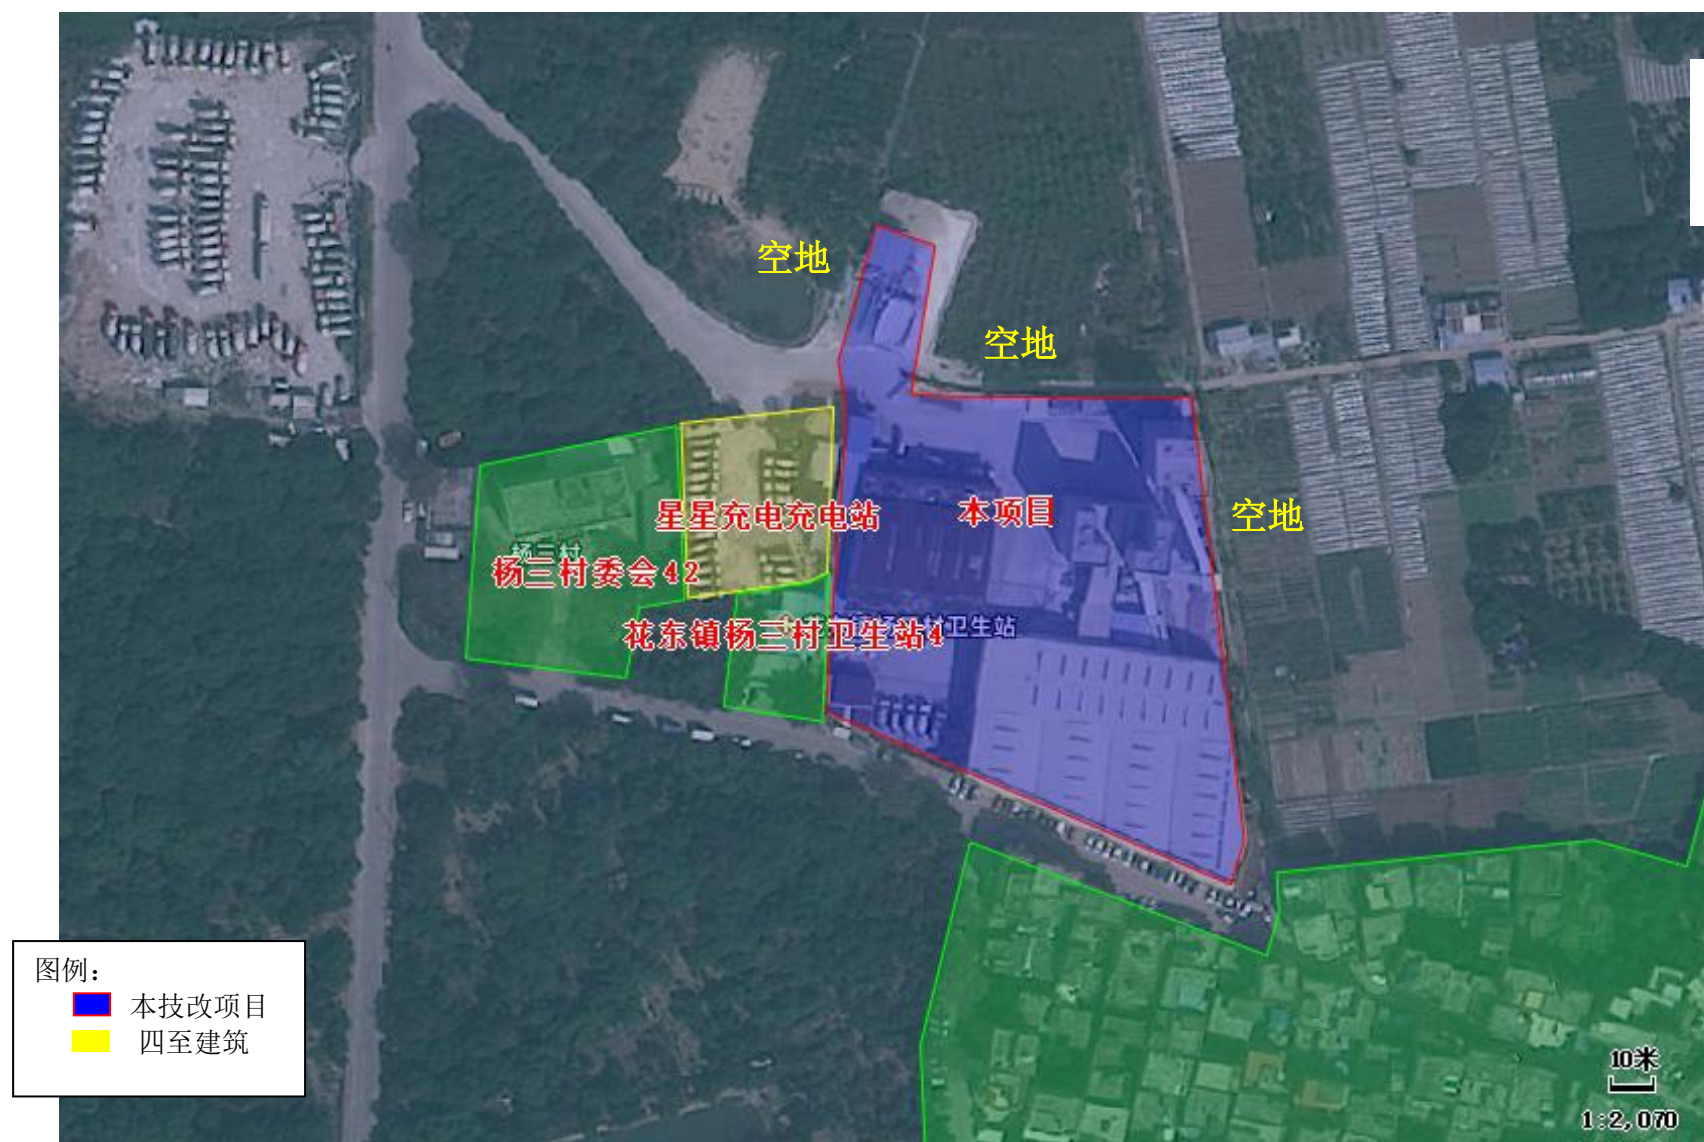 空地
空地
星星充电充电站
本项目
空地
杨三村
杨三村委会42
花东镇杨三村卫生站4
村卫生站
图例：
本技改项目
四至建筑
10米
1:2,070